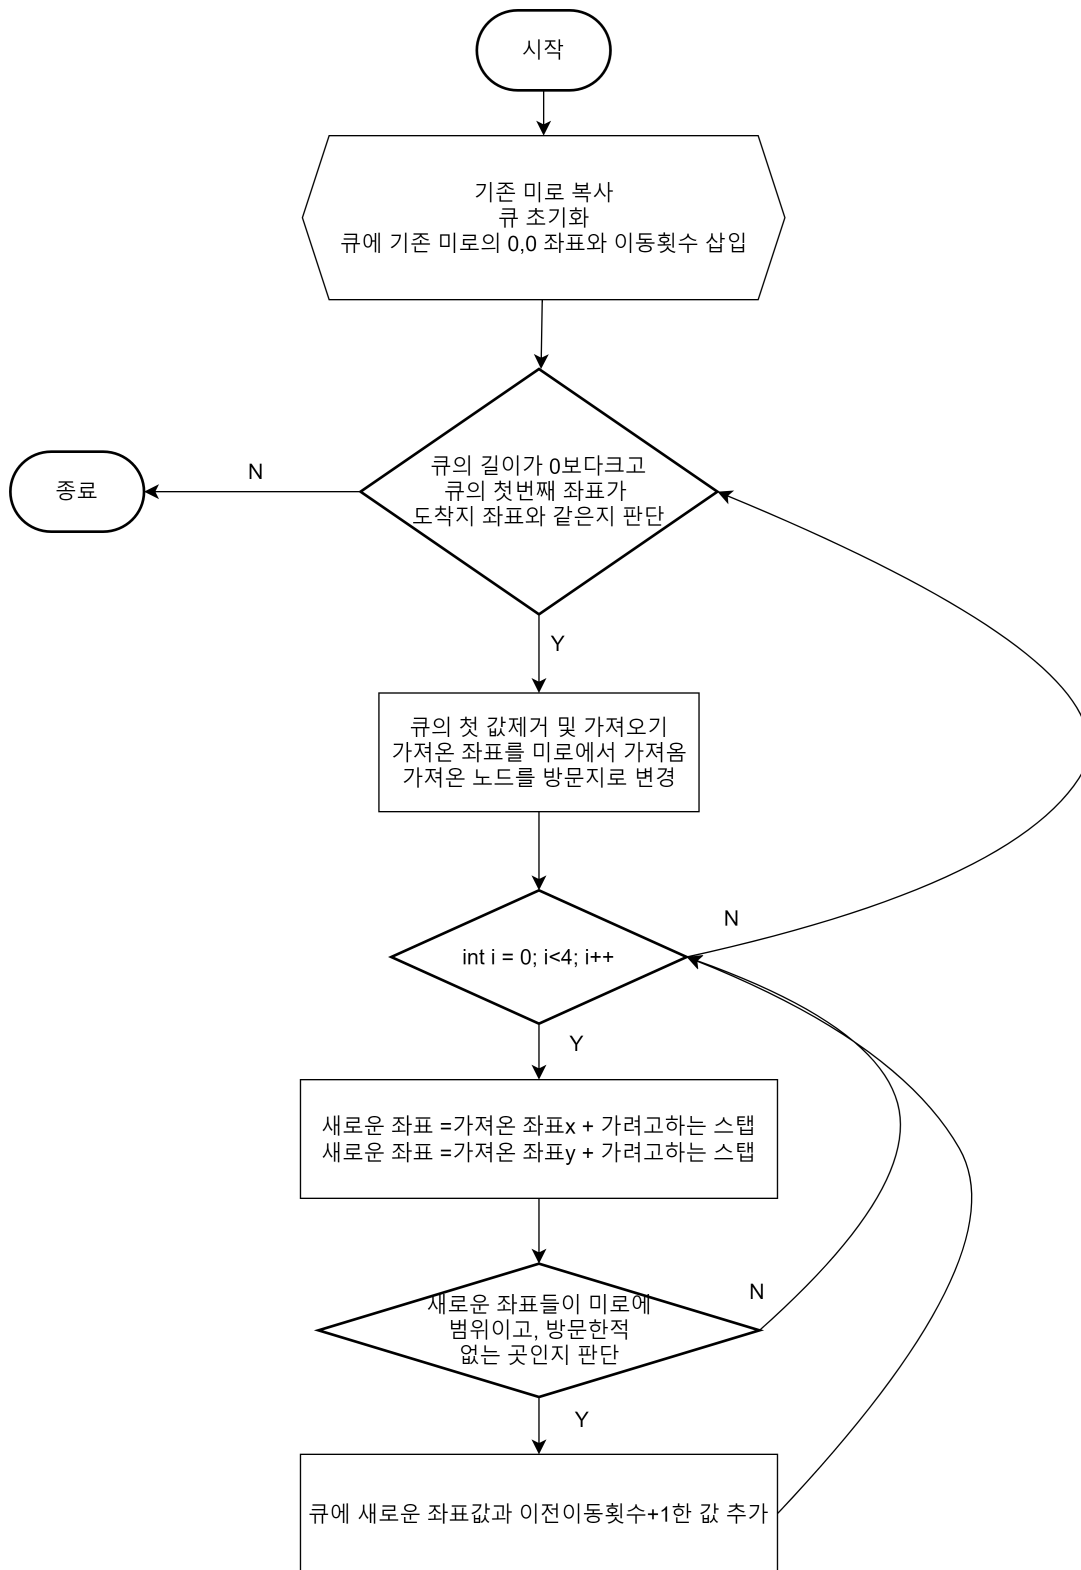 시작
기존 미로 복사
큐 초기화
큐에 기존 미로의 0,0 좌표와 이동횟수 삽입
큐의 길이가 0보다크고
큐의 첫번째 좌표가
도착지 좌표와 같은지 판단
N
종료
Y
큐의 첫 값제거 및 가져오기
가져온 좌표를 미로에서 가져옴
가져온 노드를 방문지로 변경
N
int i = 0; i<4; i++
Y
새로운 좌표 =가져온 좌표x + 가려고하는 스탭
새로운 좌표 =가져온 좌표y + 가려고하는 스탭
N
새로운 좌표들이 미로에
범위이고, 방문한적
없는 곳인지 판단
Y
큐에 새로운 좌표값과 이전이동횟수+1한 값 추가